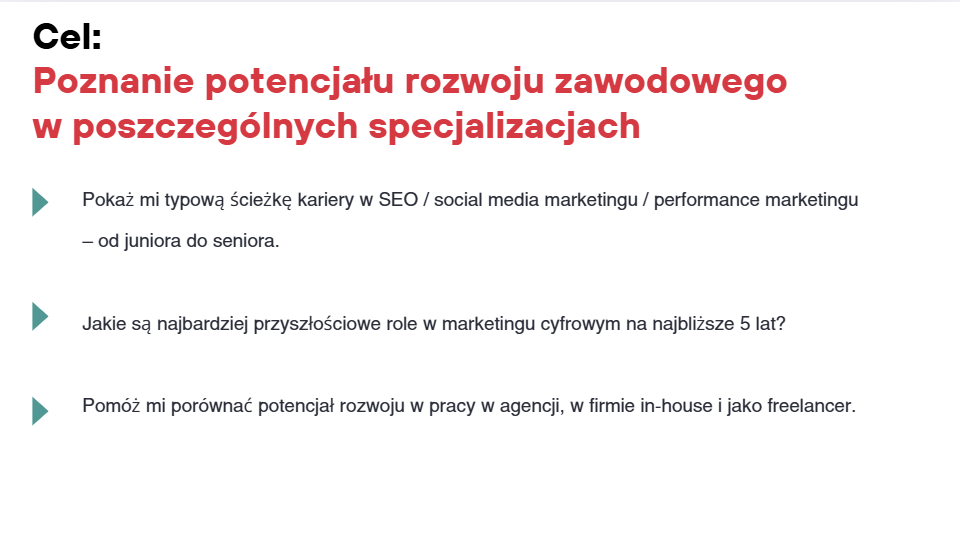 Cel:
Poznanie potencjału rozwoju zawodowego
w poszczególnych specjalizacjach
Pokaż mi typową ścieżkę kariery w SEO / social media marketingu / performance marketingu
– od juniora do seniora.
Jakie są najbardziej przyszłościowe role w marketingu cyfrowym na najbliższe 5 lat?
Pomóż mi porównać potencjał rozwoju w pracy w agencji, w firmie in-house i jako freelancer.